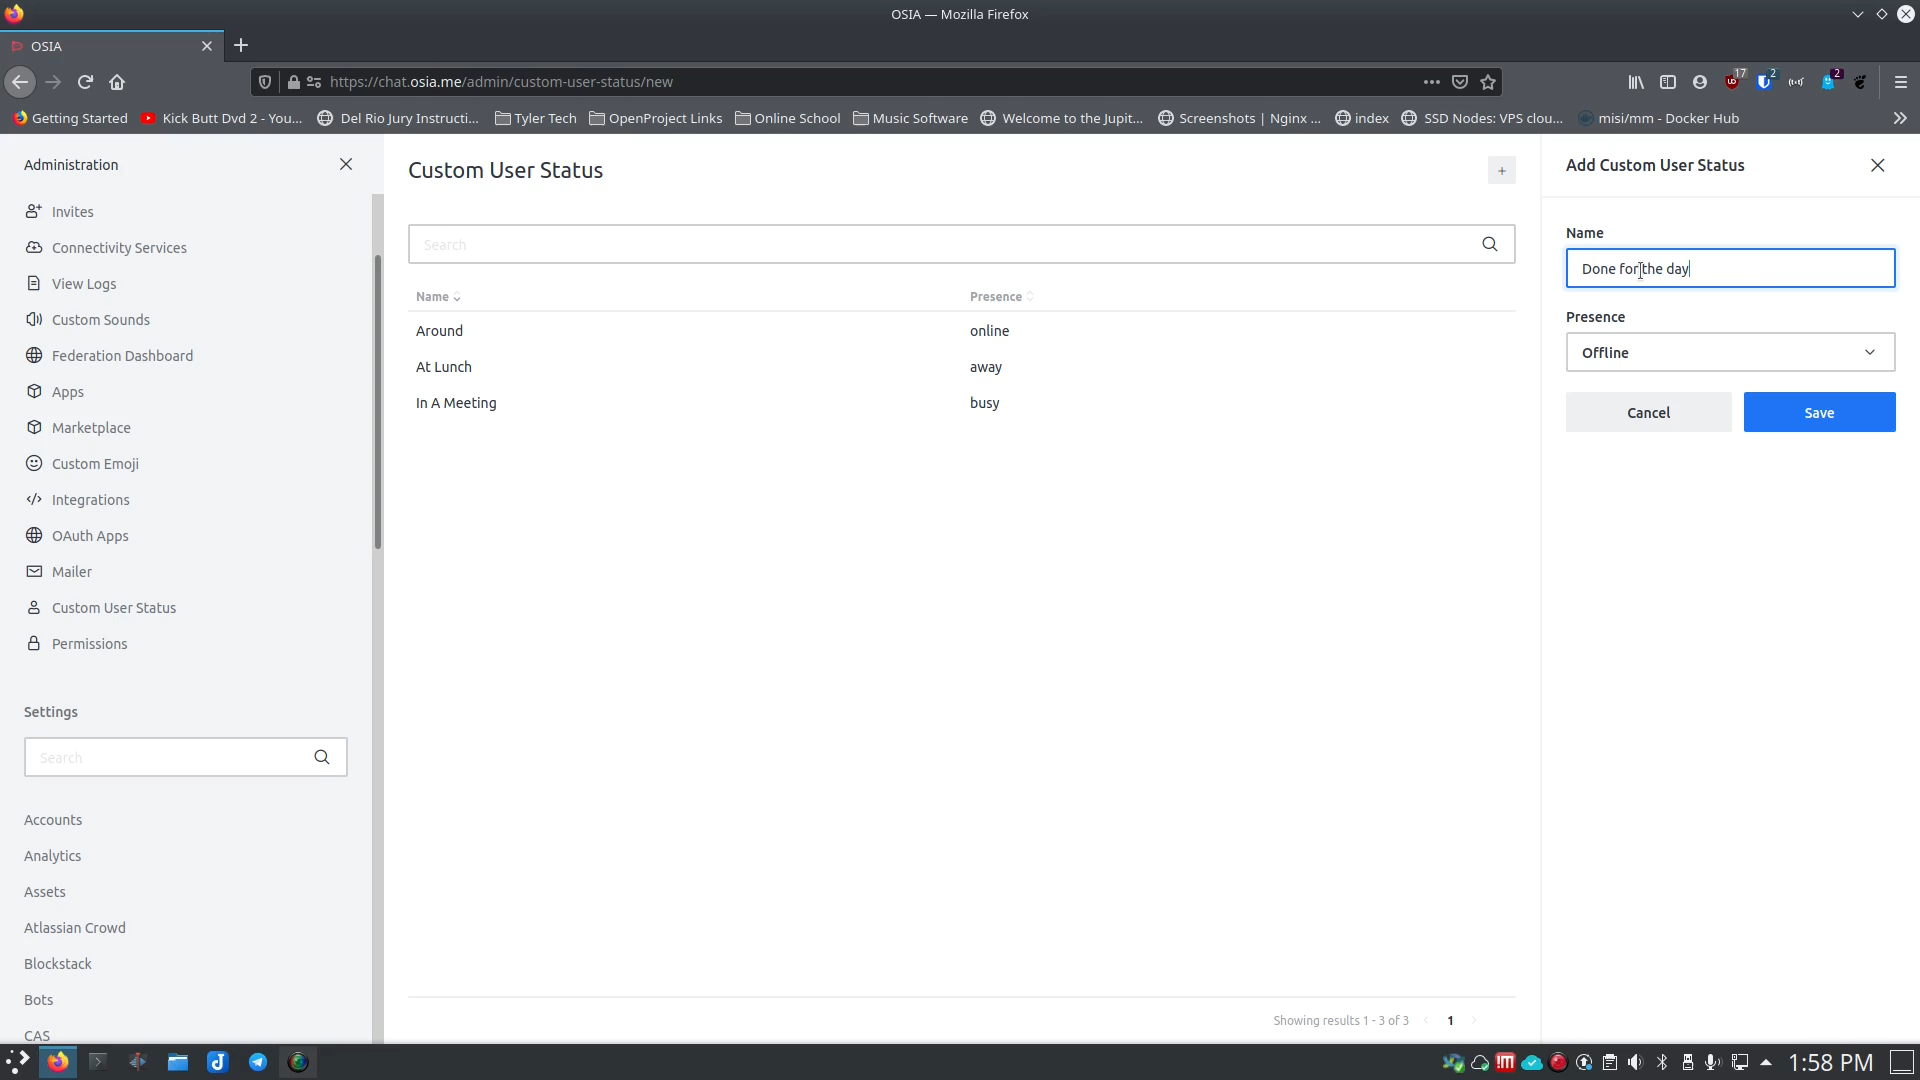 OSIA — Mozilla Firefox
OSIA
https://chat.osia.me/admin/custom-user-status/new
17
2
2
Getting Started
Kick Butt Dvd 2 - You...
Del Rio Jury Instructi...
Tyler Tech
OpenProject Links
Online School
Music Software
Welcome to the Jupit...
Screenshots | Nginx ...
index
SSD Nodes: VPS clou...
misi/mm - Docker Hub
Administration
Invites
Connectivity Services
View Logs
Custom Sounds
Federation Dashboard
Apps
Marketplace
Custom Emoji
Integrations
OAuth Apps
Mailer
Custom User Status
Permissions
Settings
Search
Accounts
Analytics
Assets
Atlassian Crowd
Blockstack
Bots
CAS
Custom User Status
+
Search
Name Presence
Around online
At Lunch away
In A Meeting busy
Showing results 1 - 3 of 3
1
Add Custom User Status
Name
Done for the day
Presence
Offline
Cancel Save
1:58 PM